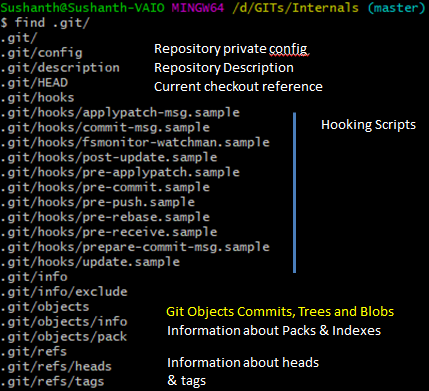 Sushanth@Sushanth-VAIO MINGW64 /d/GITs/Internals (master)
$ find .git/
.git/
.git/config Repository private config
.git/description Repository Description
.git/HEAD Current checkout reference
.git/hooks
.git/hooks/applypatch-msg.sample
.git/hooks/commit-msg.sample Hooking Scripts
.git/hooks/fsmonitor-watchman.sample
.git/hooks/post-update.sample
.git/hooks/pre-applypatch.sample
.git/hooks/pre-commit.sample
.git/hooks/pre-push.sample
.git/hooks/pre-rebase.sample
.git/hooks/pre-receive.sample
.git/hooks/prepare-commit-msg.sample
.git/hooks/update.sample
.git/info
.git/info/exclude
.git/objects Git Objects Commits, Trees and Blobs
.git/objects/info Information about Packs & Indexes
.git/objects/pack
.git/refs
.git/refs/heads Information about heads
.git/refs/tags & tags